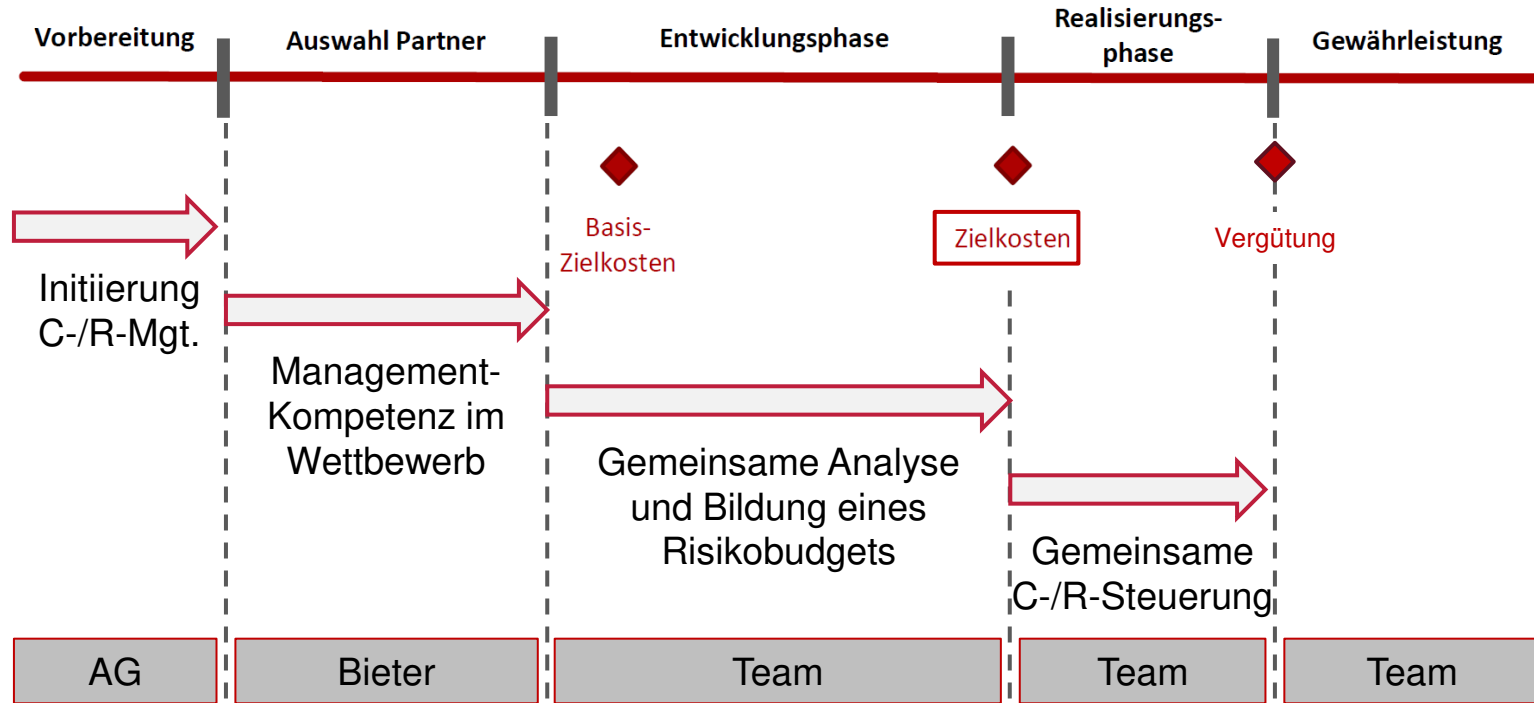 Vorbereitung
Auswahl Partner
Entwicklungsphase
Realisierungs-
phase
Gewährleistung
Basis-
Zielkosten
Zielkosten
Vergütung
Initiierung
C-/R-Mgt.
Management-
Kompetenz im
Wettbewerb
Gemeinsame Analyse
und Bildung eines
Risikobudgets
Gemeinsame
C-/R-Steuerung
AG
Bieter
Team
Team
Team